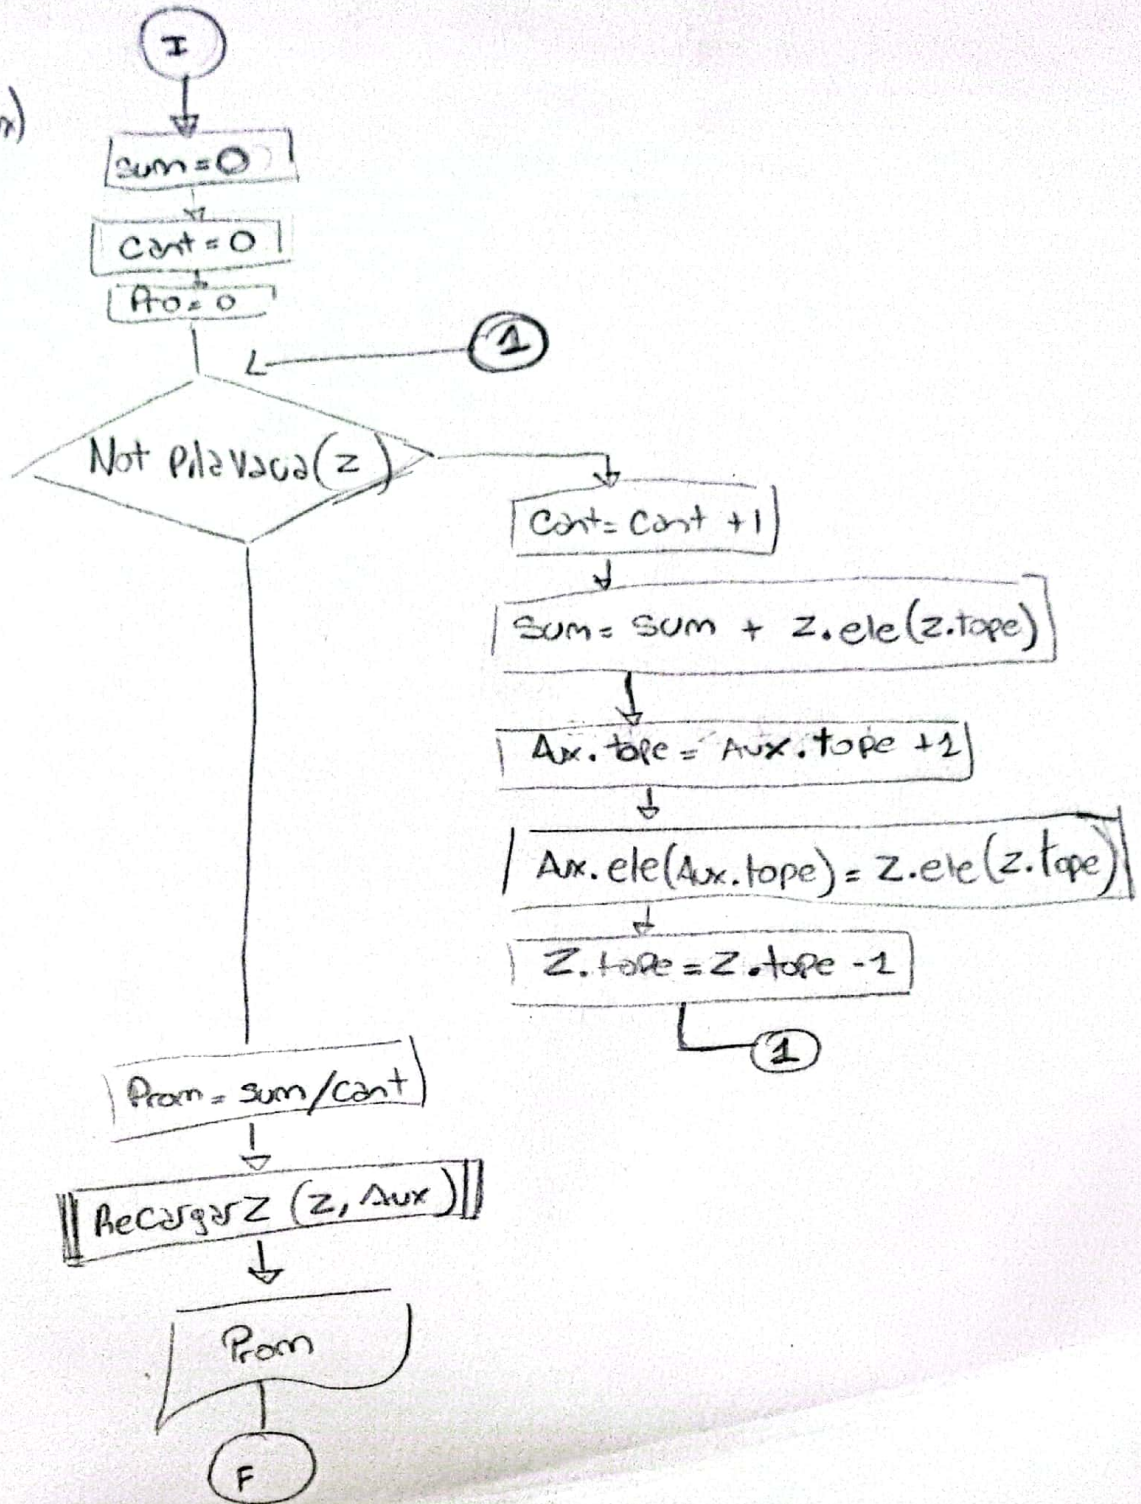 I
x)
sum = 0
Cant = 0
Pro = 0
1
Not PilaVacia(z)
Cant = Cant + 1
Sum = Sum + z.ele(z.tope)
Aux.tope = Aux.tope + 1
Aux.ele(Aux.tope) = z.ele(z.tope)
Z.tope = Z.tope - 1
1
Prom = sum/Cant
RecargarZ (z, Aux)
Prom
F